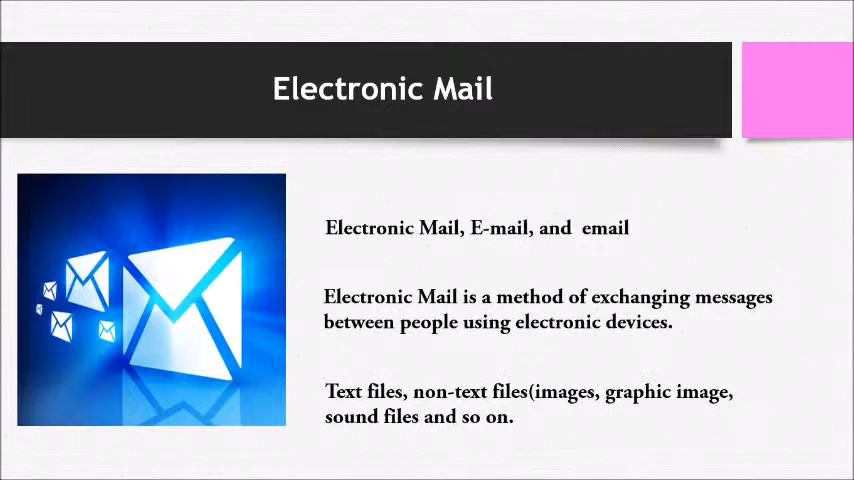 Electronic Mail
Electronic Mail, E-mail, and  email
Electronic Mail is a method of exchanging messages
between people using electronic devices.
Text files, non-text files(images, graphic image,
sound files and so on.